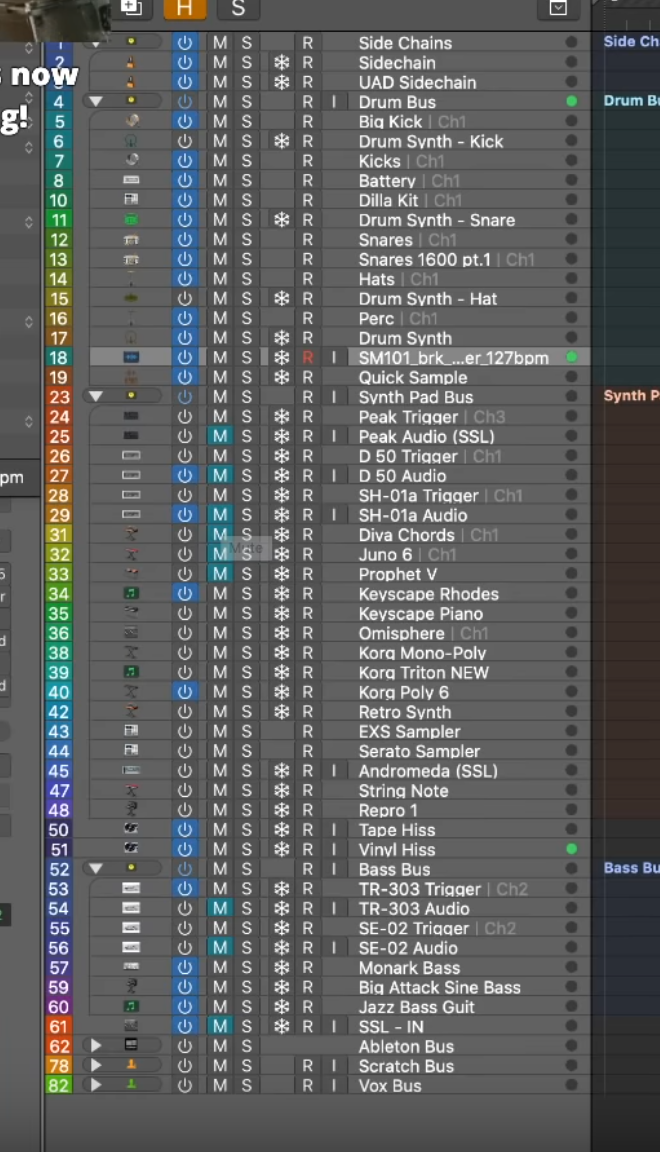 H S
1 M S R Side Chains Side Ch
2 M S R Sidechain
s now
3 M S R UAD Sidechain
4 M S R I Drum Bus Drum Bu
g!
5 M S R Big Kick | Ch1
6 M S R Drum Synth - Kick
7 M S R Kicks | Ch1
8 M S R Battery | Ch1
10 M S R Dilla Kit | Ch1
11 M S R Drum Synth - Snare
12 M S R Snares | Ch1
13 M S R Snares 1600 pt.1 | Ch1
14 M S R Hats | Ch1
15 M S R Drum Synth - Hat
16 M S R Perc | Ch1
17 M S R Drum Synth
18 M S R I SM101_brk_...er_127bpm
19 M S R Quick Sample
23 M S R I Synth Pad Bus Synth P
24 M S R Peak Trigger | Ch3
25 M S R I Peak Audio (SSL)
26 M S R D 50 Trigger | Ch1
pm
27 M S R I D 50 Audio
28 M S R SH-01a Trigger | Ch1
29 M S R I SH-01a Audio
31 M S R Diva Chords | Ch1
Mute
32 M S R Juno 6 | Ch1
5
33 M S R Prophet V
r
34 M S R Keyscape Rhodes
35 M S R Keyscape Piano
d
36 M S R Omisphere | Ch1
38 M S R Korg Mono-Poly
39 M S R Korg Triton NEW
d
40 M S R Korg Poly 6
42 M S R Retro Synth
43 M S R EXS Sampler
44 M S R Serato Sampler
45 M S R I Andromeda (SSL)
47 M S R String Note
48 M S R Repro 1
50 M S R I Tape Hiss
51 M S R I Vinyl Hiss
52 M S R I Bass Bus Bass Bu
53 M S R TR-303 Trigger | Ch2
54 M S R I TR-303 Audio
2
55 M S R SE-02 Trigger | Ch2
56 M S R I SE-02 Audio
57 M S R Monark Bass
59 M S R Big Attack Sine Bass
60 M S R Jazz Bass Guit
61 M S R I SSL - IN
62 M S Ableton Bus
78 M S R I Scratch Bus
82 M S R I Vox Bus